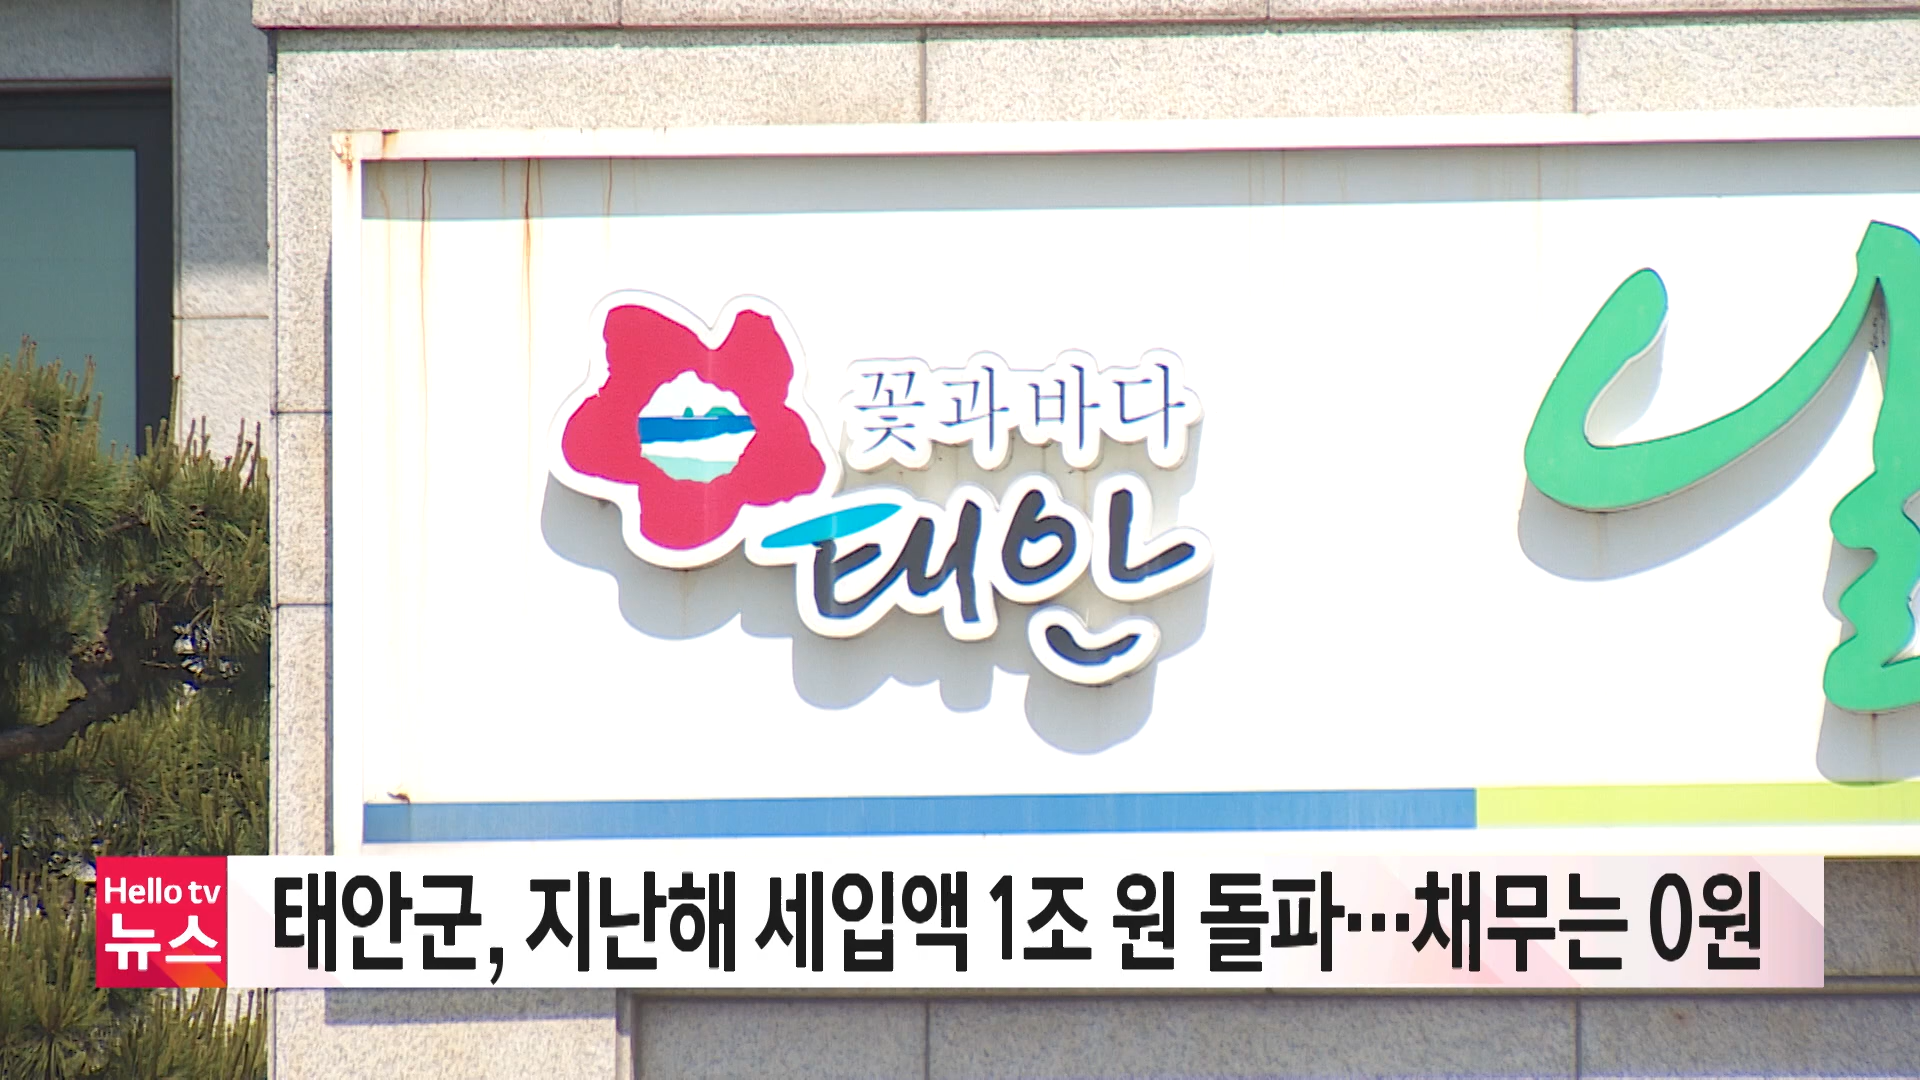 꽃과바다
태안
Hello tv
뉴스
태안군, 지난해 세입액 1조 원 돌파…채무는 0원